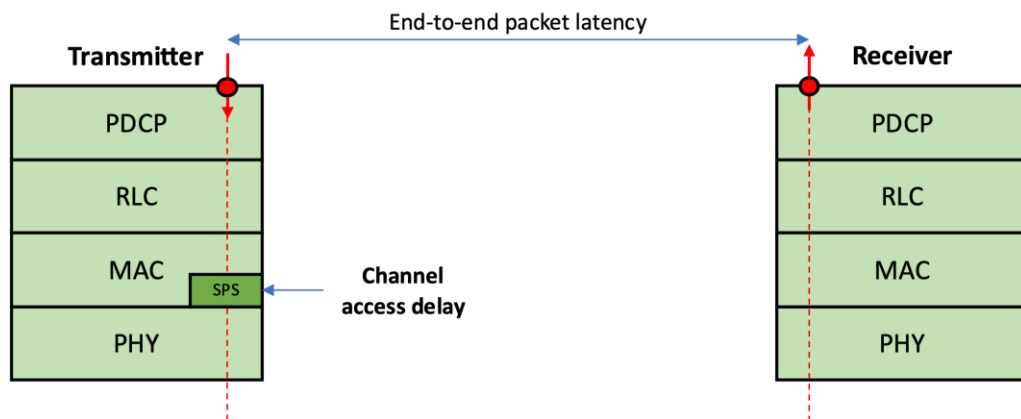 End-to-end packet latency
Transmitter
Receiver
PDCP
PDCP
RLC
RLC
MAC
MAC
SPS
Channel
access delay
PHY
PHY